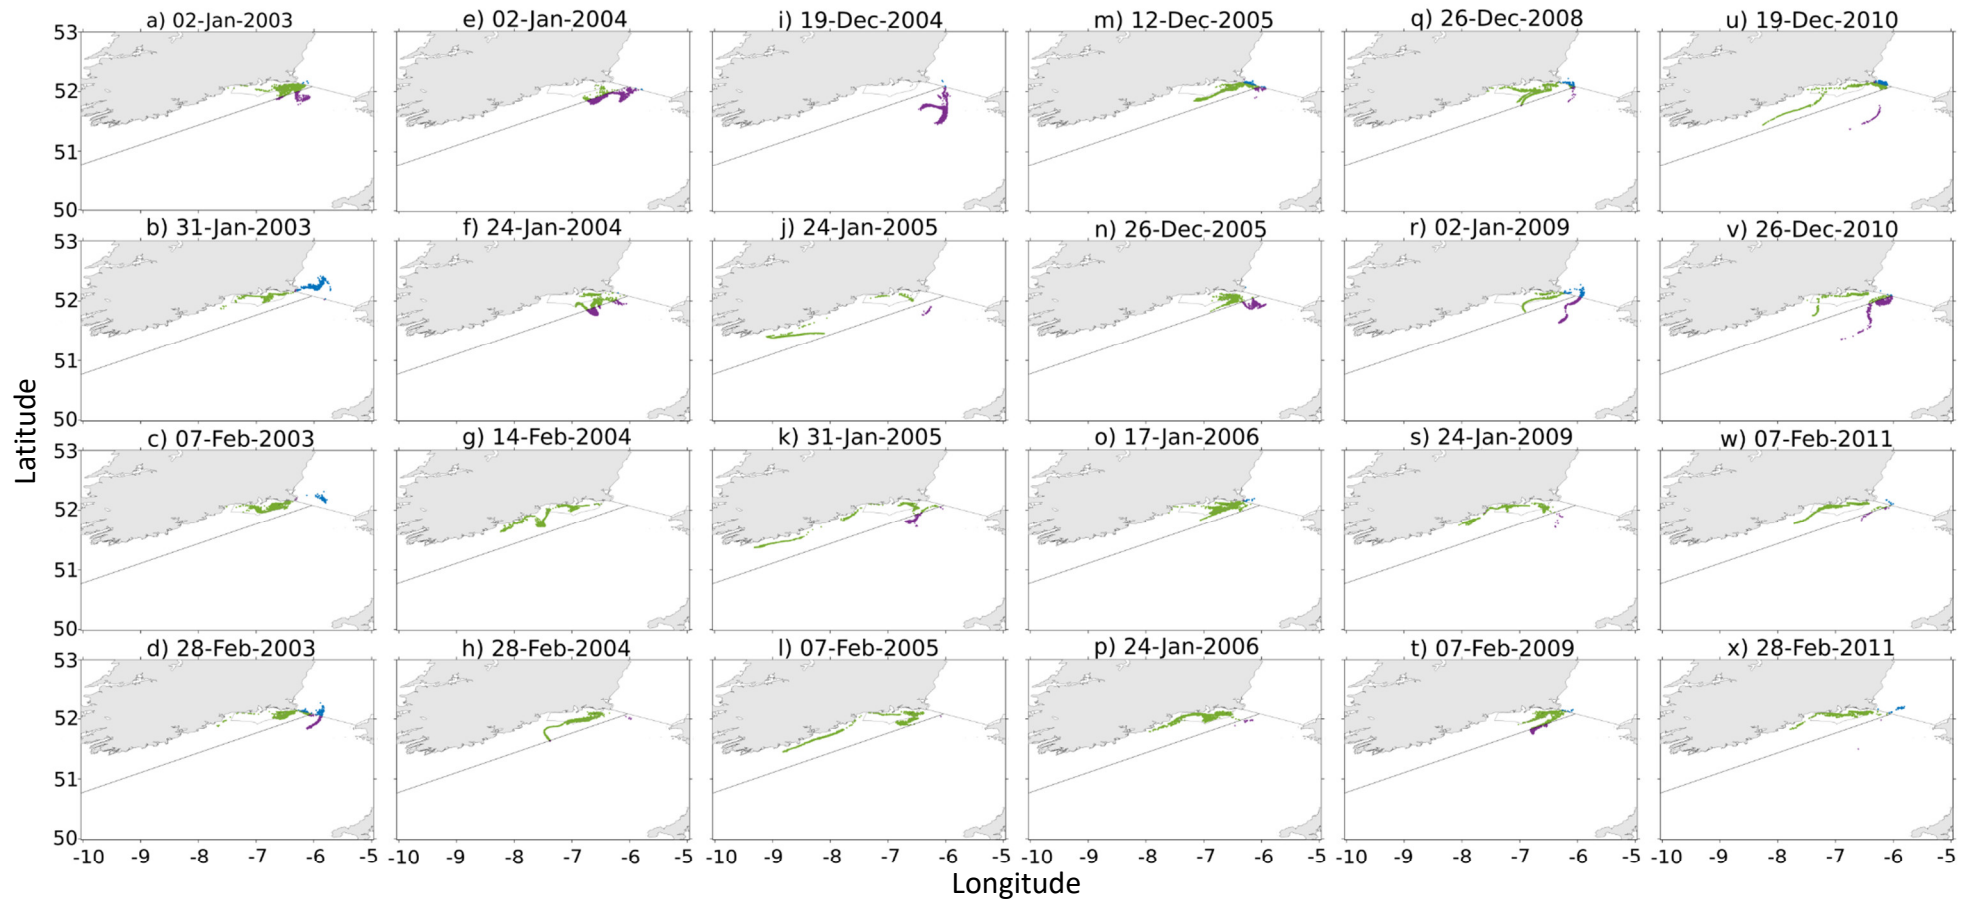 a) 02-Jan-2003 e) 02-Jan-2004 i) 19-Dec-2004 m) 12-Dec-2005 q) 26-Dec-2008 u) 19-Dec-2010
53
52
51
50
b) 31-Jan-2003 f) 24-Jan-2004 j) 24-Jan-2005 n) 26-Dec-2005 r) 02-Jan-2009 v) 26-Dec-2010
53
52
51
50
c) 07-Feb-2003 g) 14-Feb-2004 k) 31-Jan-2005 o) 17-Jan-2006 s) 24-Jan-2009 w) 07-Feb-2011
53
52
51
50
d) 28-Feb-2003 h) 28-Feb-2004 l) 07-Feb-2005 p) 24-Jan-2006 t) 07-Feb-2009 x) 28-Feb-2011
53
52
51
50
Latitude
-10 -9 -8 -7 -6 -5 -10 -9 -8 -7 -6 -5 -10 -9 -8 -7 -6 -5 -10 -9 -8 -7 -6 -5 -10 -9 -8 -7 -6 -5 -10 -9 -8 -7 -6 -5
Longitude